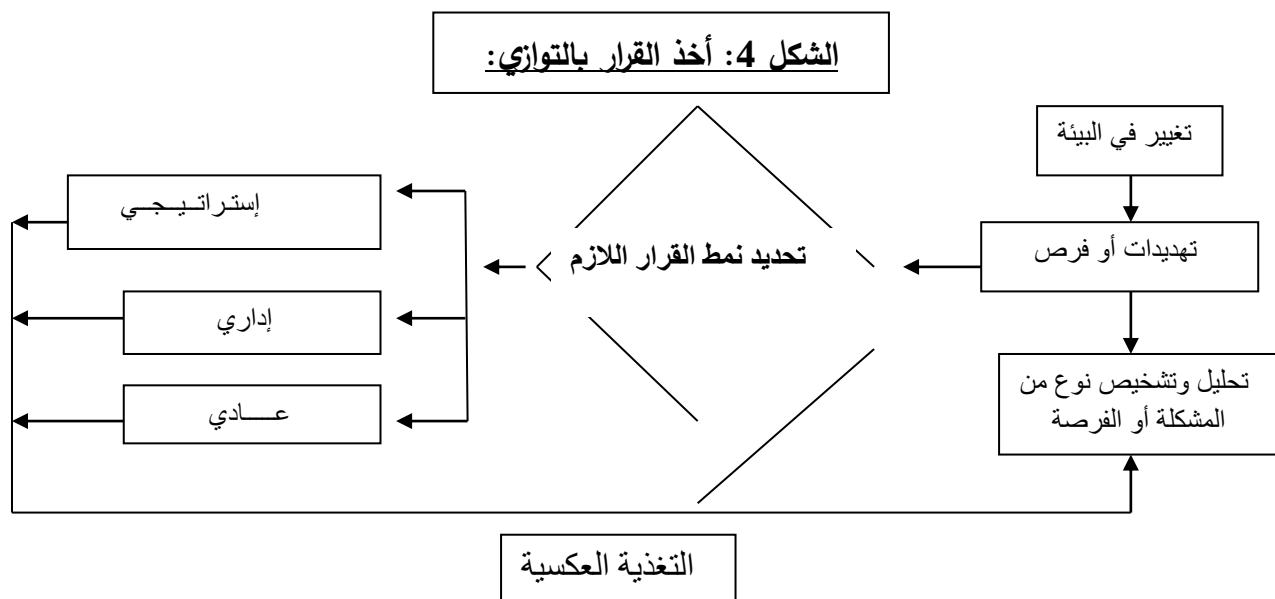 الشكل 4: أخذ القرار بالتوازي:
تغيير في البيئة
تهديدات أو فرص
تحليل وتشخيص نوع من
المشكلة أو الفرصة
تحديد نمط القرار اللازم
إستراتيجي
إداري
عادي
التغذية العكسية